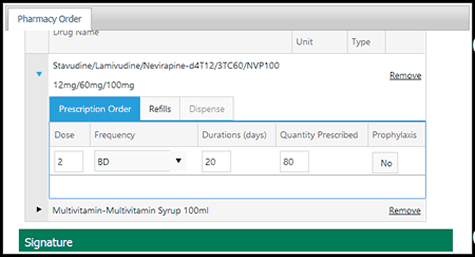 Pharmacy Order
Drug Name
Unit Type
Stavudine/Lamivudine/Nevirapine-d4T12/3TC60/NVP100
12mg/60mg/100mg
Remove
Prescription Order Refills Dispense
Dose Frequency Durations (days) Quantity Prescribed Prophylaxis
2 BD 20 80 No
Multivitamin-Multivitamin Syrup 100ml Remove
Signature